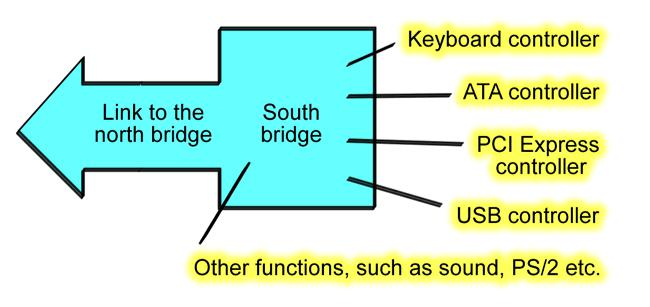 Keyboard controller
Link to the
north bridge
South
bridge
ATA controller
PCI Express
controller
USB controller
Other functions, such as sound, PS/2 etc.